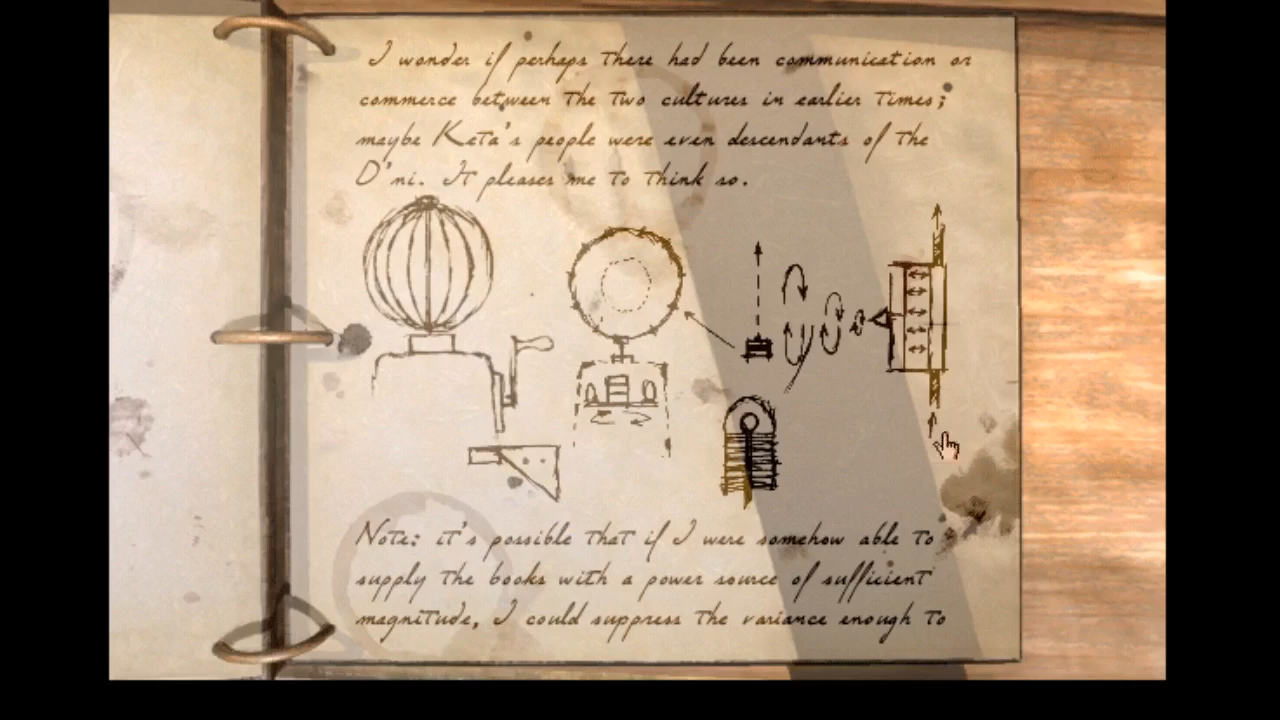 I wonder if perhaps there had been communication or
commerce between the two cultures in earlier times;
maybe Keta's people were even descendants of the
D'ni. It pleases me to think so.
Note: it's possible that if I were somehow able to
supply the books with a power source of sufficient
magnitude, I could suppress the variance enough to